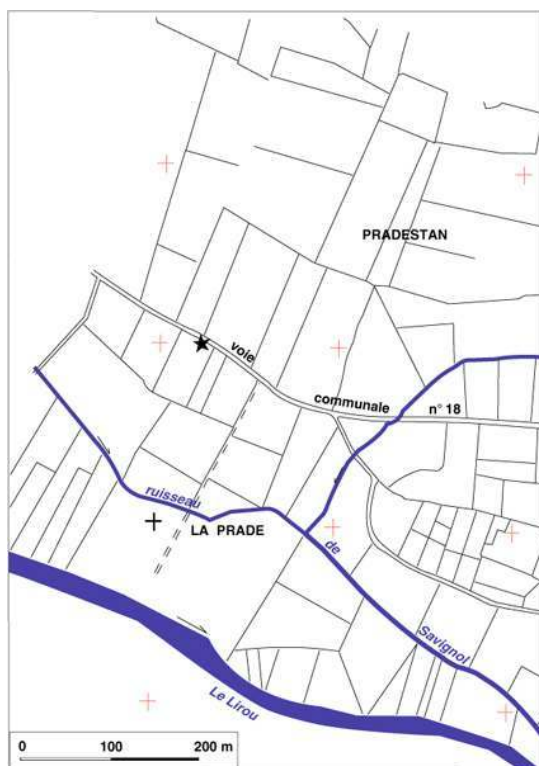 PRADESTAN
voie
communale
n° 18
ruisseau
LA PRADE
de
Savignol
Le Lirou
0 100 200 m